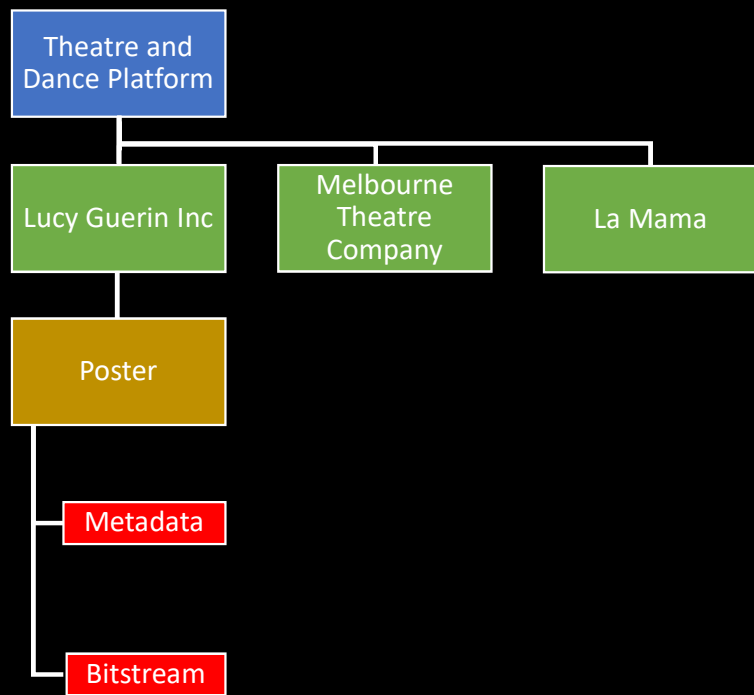 Theatre and
Dance Platform
Lucy Guerin Inc
Melbourne
Theatre
Company
La Mama
Poster
Metadata
Bitstream